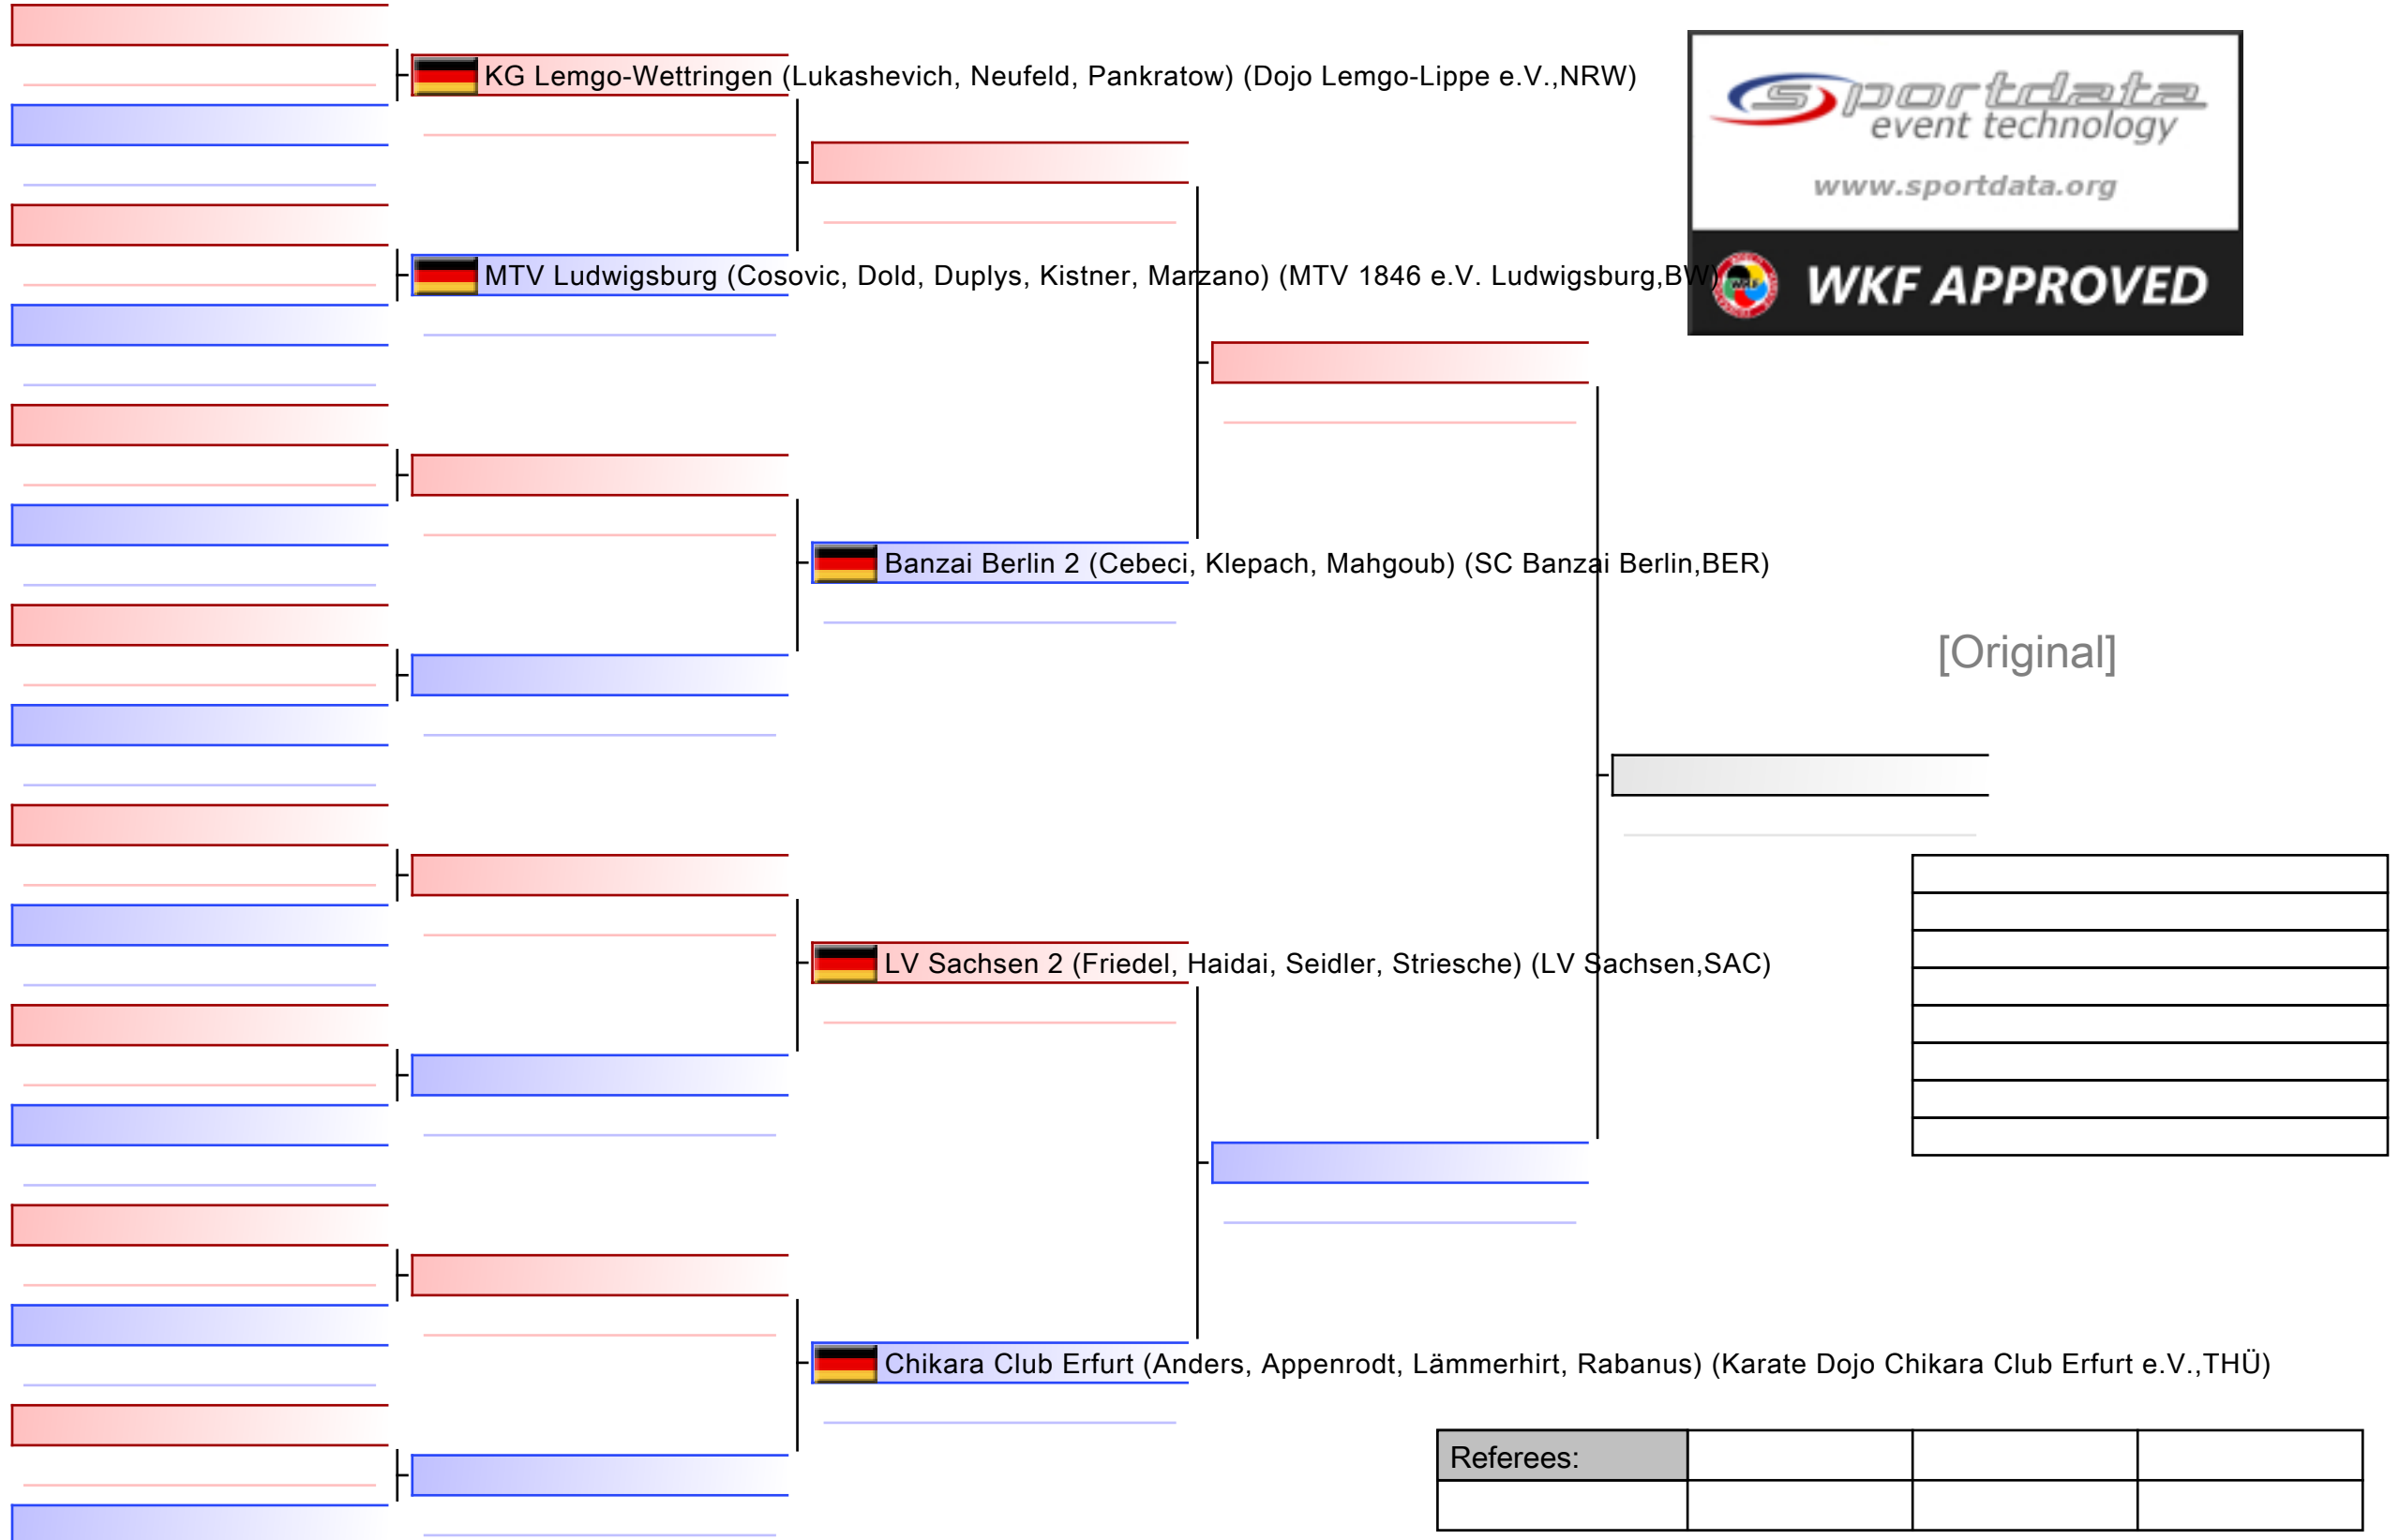 KG Lemgo-Wettringen (Lukashevich, Neufeld, Pankratow) (Dojo Lemgo-Lippe e.V.,NRW)
sportdata
event technology
www.sportdata.org
MTV Ludwigsburg (Cosovic, Dold, Duplys, Kistner, Marzano) (MTV 1846 e.V. Ludwigsburg,BW)
WKF
WKF APPROVED
Banzai Berlin 2 (Cebeci, Klepach, Mahgoub) (SC Banzai Berlin,BER)
[Original]
LV Sachsen 2 (Friedel, Haidai, Seidler, Striesche) (LV Sachsen,SAC)
Chikara Club Erfurt (Anders, Appenrodt, Lämmerhirt, Rabanus) (Karate Dojo Chikara Club Erfurt e.V.,THÜ)
Referees: